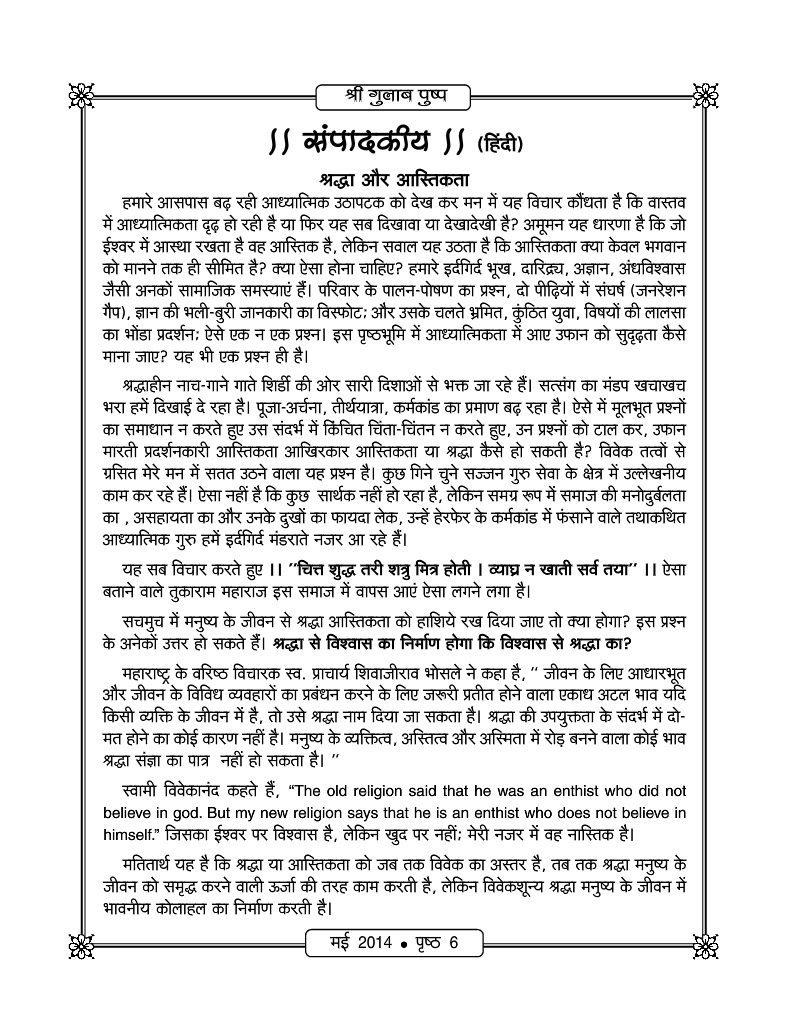 श्री गुलाब पुष्प
।। संपादकीय ।। (हिंदी)
श्रद्धा और आस्तिकता
हमारे आसपास बढ़ रही आध्यात्मिक उठापटक को देख कर मन में यह विचार कौंधता है कि वास्तव
में आध्यात्मिकता दृढ़ हो रही है या फिर यह सब दिखावा या देखादेखी है? अमूमन यह धारणा है कि जो
ईश्वर में आस्था रखता है वह आस्तिक है, लेकिन सवाल यह उठता है कि आस्तिकता क्या केवल भगवान
को मानने तक ही सीमित है? क्या ऐसा होना चाहिए? हमारे इर्दगिर्द भूख, दारिद्र्य, अज्ञान, अंधविश्वास
जैसी अनकों सामाजिक समस्याएं हैं। परिवार के पालन-पोषण का प्रश्न, दो पीढ़ियों में संघर्ष (जनरेशन
गैप), ज्ञान की भली-बुरी जानकारी का विस्फोट; और उसके चलते भ्रमित, कुंठित युवा, विषयों की लालसा
का भोंडा प्रदर्शन; ऐसे एक न एक प्रश्न। इस पृष्ठभूमि में आध्यात्मिकता में आए उफान को सुदृढ़ता कैसे
माना जाए? यह भी एक प्रश्न ही है।
श्रद्धाहीन नाच-गाने गाते शिर्डी की ओर सारी दिशाओं से भक्त जा रहे हैं। सत्संग का मंडप खचाखच
भरा हमें दिखाई दे रहा है। पूजा-अर्चना, तीर्थयात्रा, कर्मकांड का प्रमाण बढ़ रहा है। ऐसे में मूलभूत प्रश्नों
का समाधान न करते हुए उस संदर्भ में किंचित चिंता-चिंतन न करते हुए, उन प्रश्नों को टाल कर, उफान
मारती प्रदर्शनकारी आस्तिकता आखिरकार आस्तिकता या श्रद्धा कैसे हो सकती है? विवेक तत्वों से
ग्रसित मेरे मन में सतत उठने वाला यह प्रश्न है। कुछ गिने चुने सज्जन गुरु सेवा के क्षेत्र में उल्लेखनीय
काम कर रहे हैं। ऐसा नहीं है कि कुछ  सार्थक नहीं हो रहा है, लेकिन समग्र रूप में समाज की मनोदुर्बलता
का , असहायता का और उनके दुखों का फायदा लेक, उन्हें हेरफेर के कर्मकांड में फंसाने वाले तथाकथित
आध्यात्मिक गुरु हमें इर्दगिर्द मंडराते नजर आ रहे हैं।
यह सब विचार करते हुए ।। ’’चित्त शुद्ध तरी शत्रु मित्र होती । व्याघ्र न खाती सर्व तया’’ ।। ऐसा
बताने वाले तुकाराम महाराज इस समाज में वापस आएं ऐसा लगने लगा है।
सचमुच में मनुष्य के जीवन से श्रद्धा आस्तिकता को हाशिये रख दिया जाए तो क्या होगा? इस प्रश्न
के अनेकों उत्तर हो सकते हैं। श्रद्धा से विश्वास का निर्माण होगा कि विश्वास से श्रद्धा का?
महाराष्ट्र के वरिष्ठ विचारक स्व. प्राचार्य शिवाजीराव भोसले ने कहा है, ‘‘ जीवन के लिए आधारभूत
और जीवन के विविध व्यवहारों का प्रबंधन करने के लिए जरूरी प्रतीत होने वाला एकाध अटल भाव यदि
किसी व्यक्ति के जीवन में है, तो उसे श्रद्धा नाम दिया जा सकता है। श्रद्धा की उपयुक्तता के संदर्भ में दो-
मत होने का कोई कारण नहीं है। मनुष्य के व्यक्तित्व, अस्तित्व और अस्मिता में रोड़ बनने वाला कोई भाव
श्रद्धा संज्ञा का पात्र  नहीं हो सकता है। ’’
स्वामी विवेकानंद कहते हैं, “The old religion said that he was an enthist who did not
believe in god. But my new religion says that he is an enthist who does not believe in
himself.” जिसका ईश्वर पर विश्वास है, लेकिन खुद पर नहीं; मेरी नजर में वह नास्तिक है।
मतितार्थ यह है कि श्रद्धा या आस्तिकता को जब तक विवेक का अस्तर है, तब तक श्रद्धा मनुष्य के
जीवन को समृद्ध करने वाली ऊर्जा की तरह काम करती है, लेकिन विवेकशून्य श्रद्धा मनुष्य के जीवन में
भावनीय कोलाहल का निर्माण करती है।
मई 2014 ● पृष्ठ 6